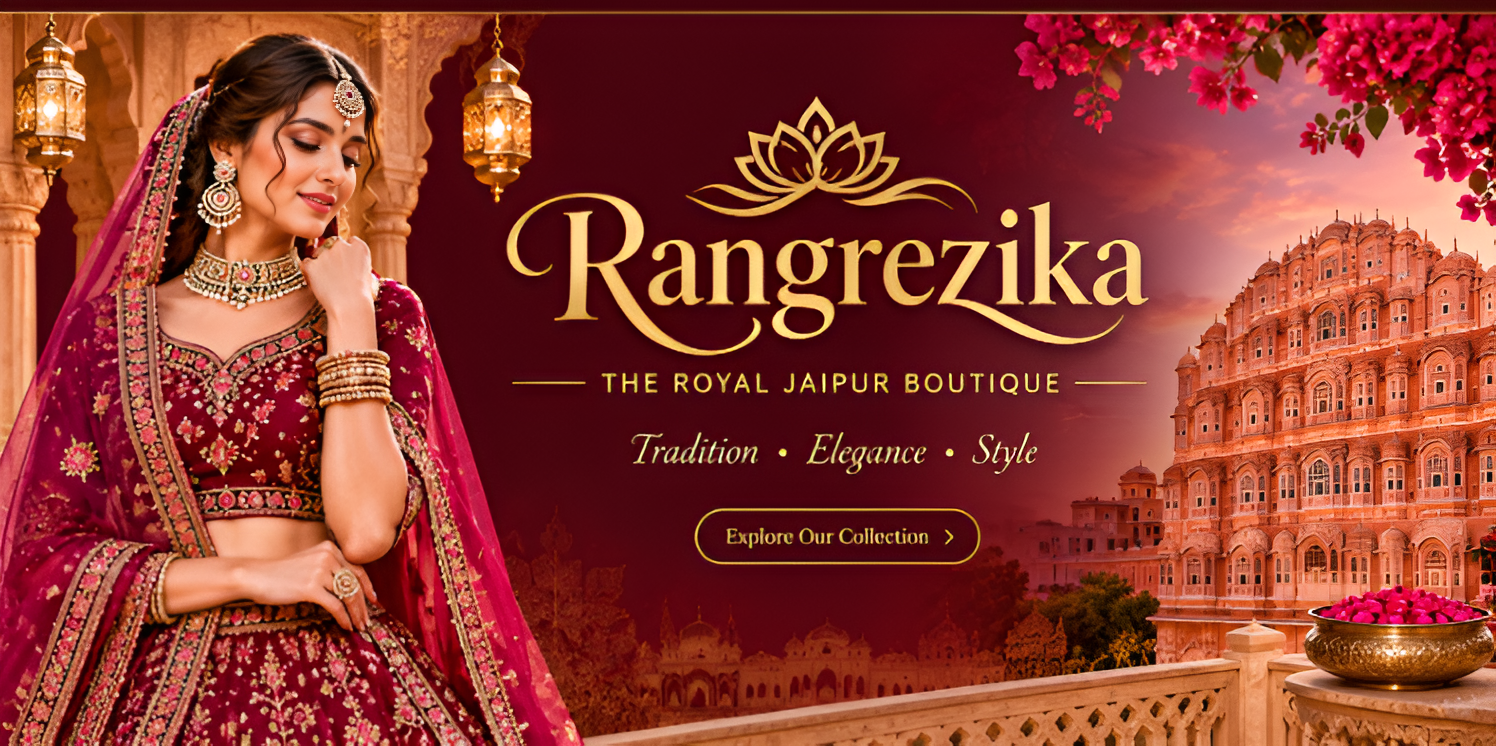 Rangrezika
THE ROYAL JAIPUR BOUTIQUE
Tradition • Elegance • Style
Explore Our Collection >